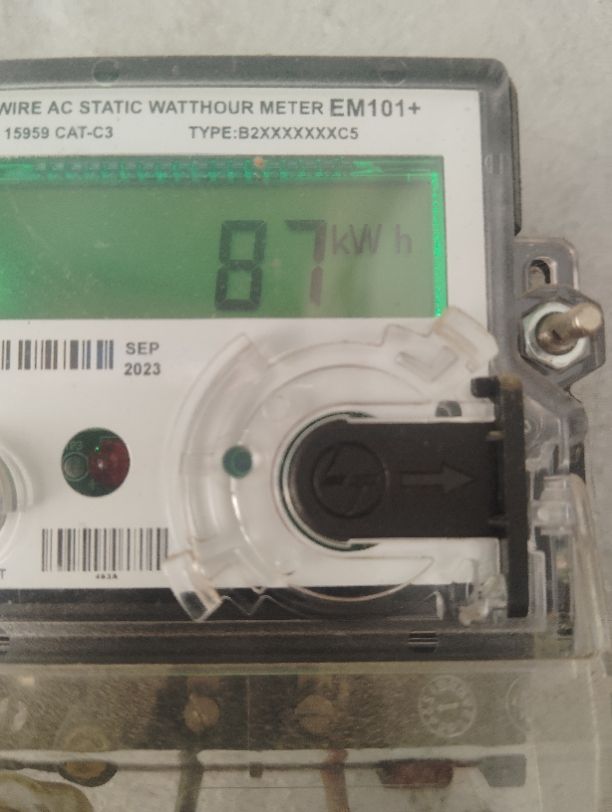 WIRE AC STATIC WATTHOUR METER EM101+
15959 CAT-C3 TYPE:B2XXXXXXXC5
87 kWh
SEP
2023